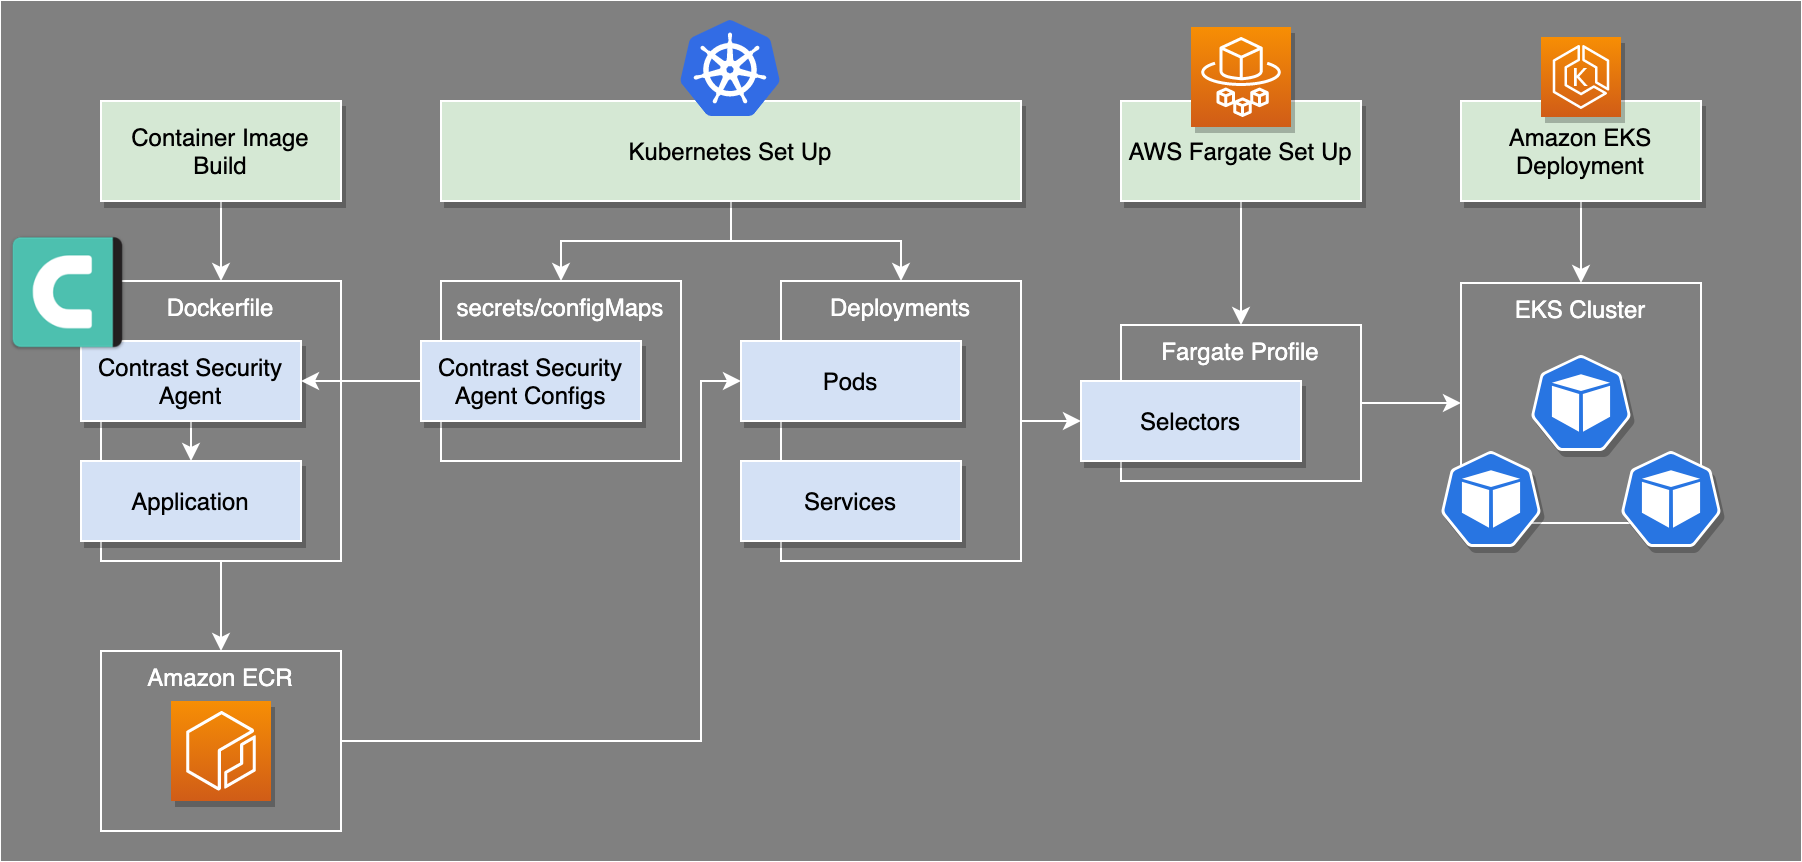 Container Image
Build
Kubernetes Set Up
AWS Fargate Set Up
Amazon EKS
Deployment
Dockerfile
Contrast Security
Agent
Application
secrets/configMaps
Contrast Security
Agent Configs
Deployments
Pods
Services
Fargate Profile
Selectors
EKS Cluster
K
Amazon ECR